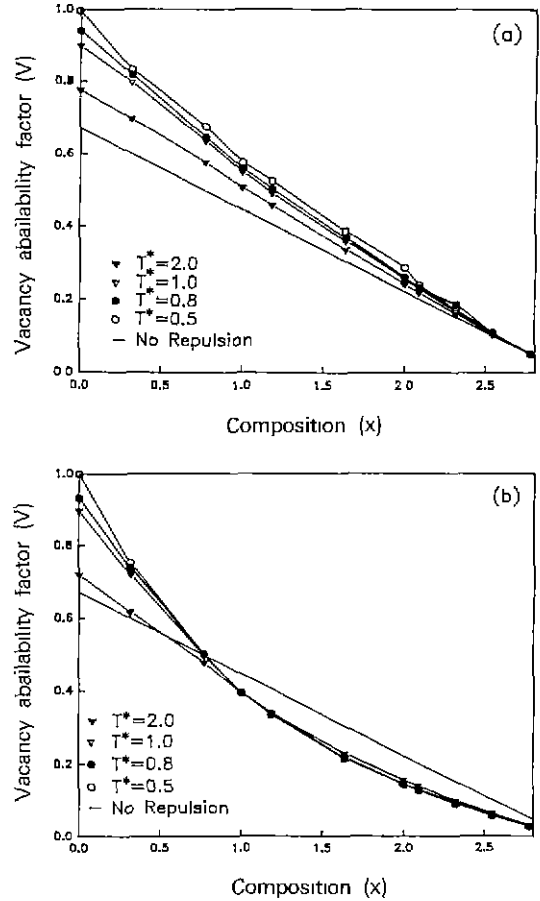 (a)
Vacancy abailability factor (V)
1.0
0.8
0.6
0.4
0.2
0.0
T*=2.0
T*=1.0
T*=0.8
T*=0.5
— No Repulsion
0.0 0.5 1.0 1.5 2.0 2.5
Composition (x)
(b)
Vacancy abailability factor (V)
1.0
0.8
0.6
0.4
0.2
0.0
T*=2.0
T*=1.0
T*=0.8
T*=0.5
— No Repulsion
0.0 0.5 1.0 1.5 2.0 2.5
Composition (x)